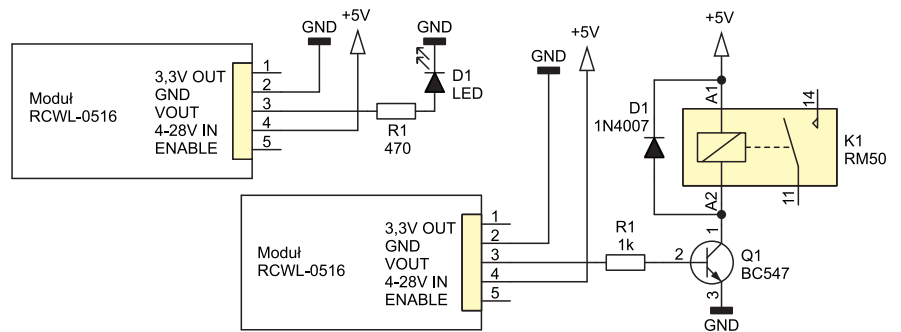 GND
+5V
GND
Moduł
RCWL-0516
3,3V OUT
GND
VOUT
4-28V IN
ENABLE
1
2
3
4
5
R1
470
D1
LED
Moduł
RCWL-0516
3,3V OUT
GND
VOUT
4-28V IN
ENABLE
1
2
3
4
5
GND
+5V
R1
1k
+5V
D1
1N4007
A1
A2
14
11
K1
RM50
1
2
3
Q1
BC547
GND